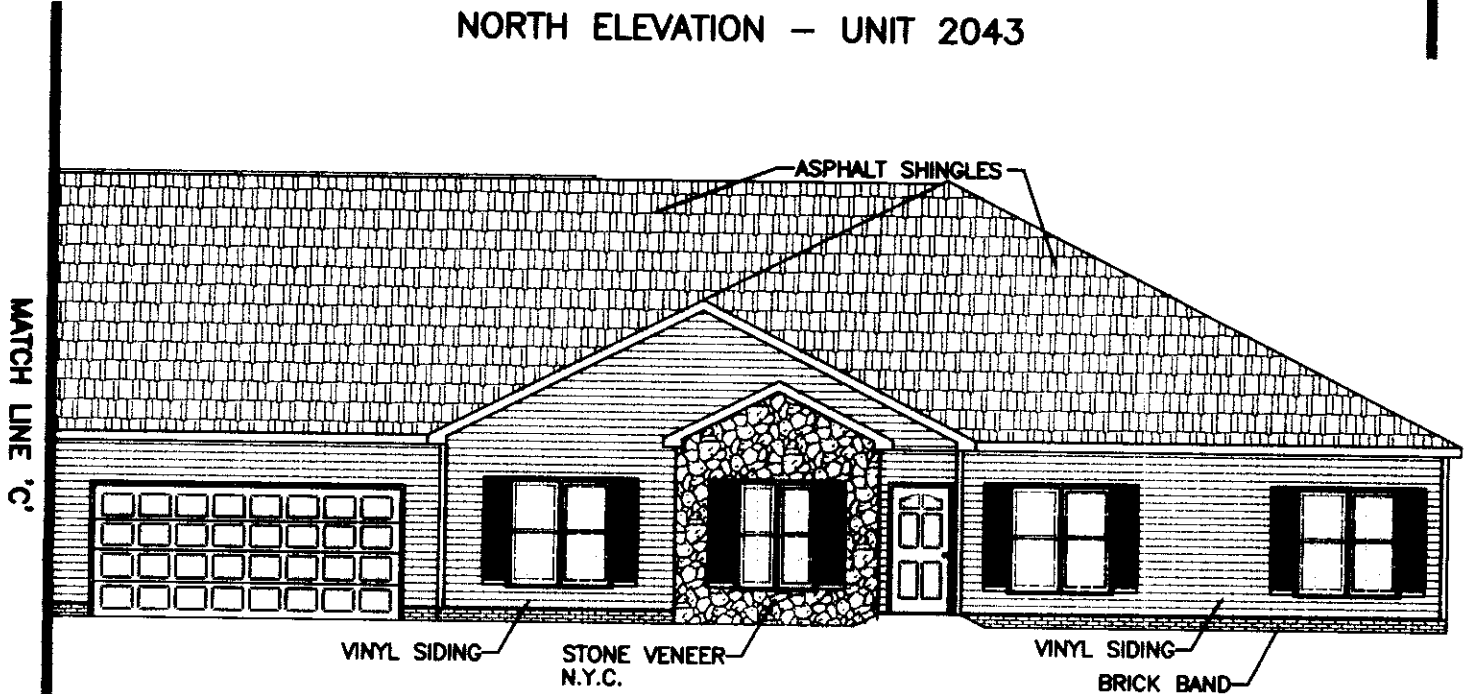 NORTH ELEVATION – UNIT 2043
ASPHALT SHINGLES
MATCH LINE 'C'
VINYL SIDING
STONE VENEER
N.Y.C.
VINYL SIDING
BRICK BAND